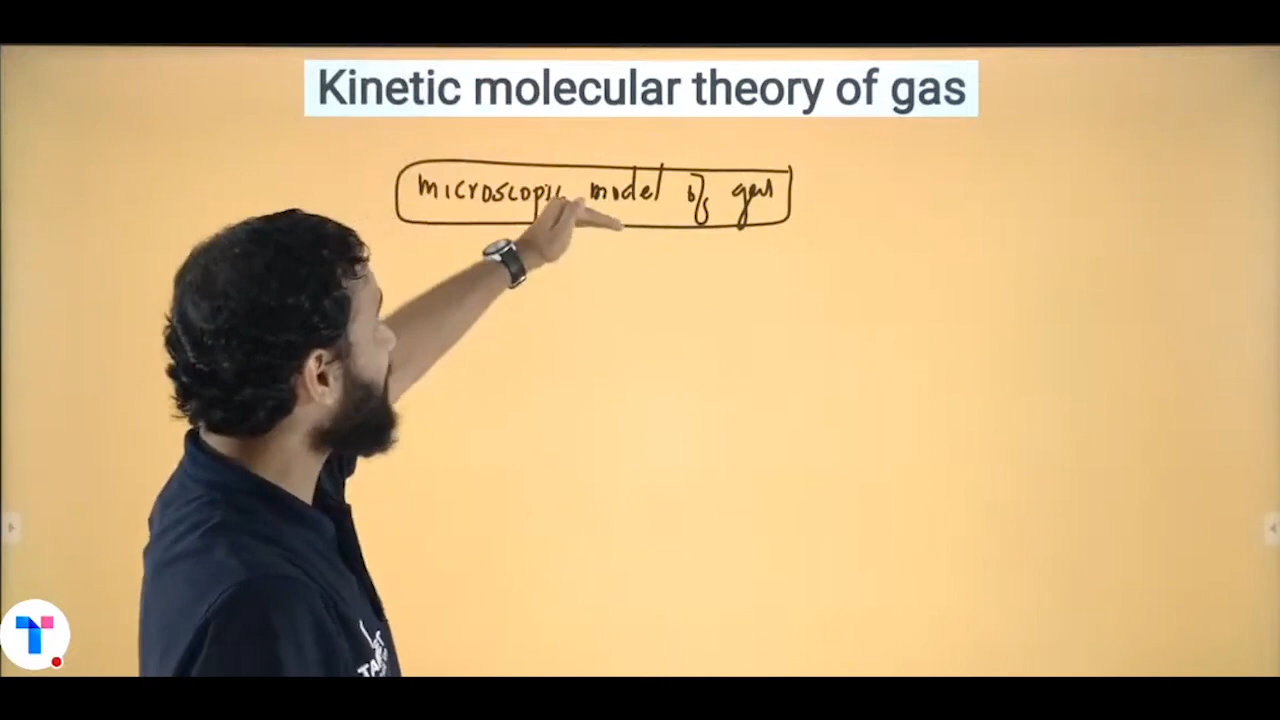 Kinetic molecular theory of gas
microscopic model of gas